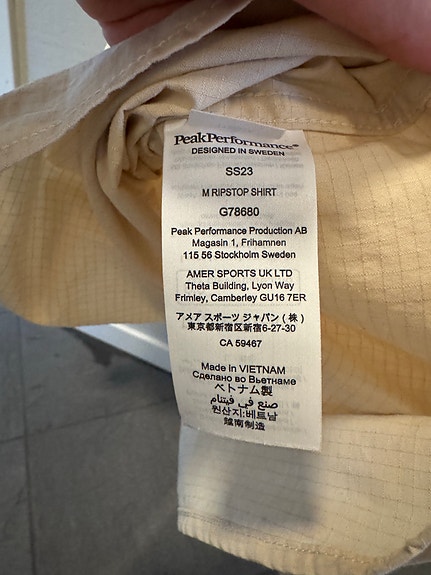 PeakPerformance®
DESIGNED IN SWEDEN
SS23
M RIPSTOP SHIRT
G78680
Peak Performance Production AB
Magasin 1, Frihamnen
115 56 Stockholm Sweden
AMER SPORTS UK LTD
Theta Building, Lyon Way
Frimley, Camberley GU16 7ER
アメア スポーツ ジャパン ( 株 )
東京都新宿区新宿6-27-30
CA 59467
Made in VIETNAM
Сделано во Вьетнаме
ベトナム製
صنع في فيتنام
원산지:베트남
越南制造